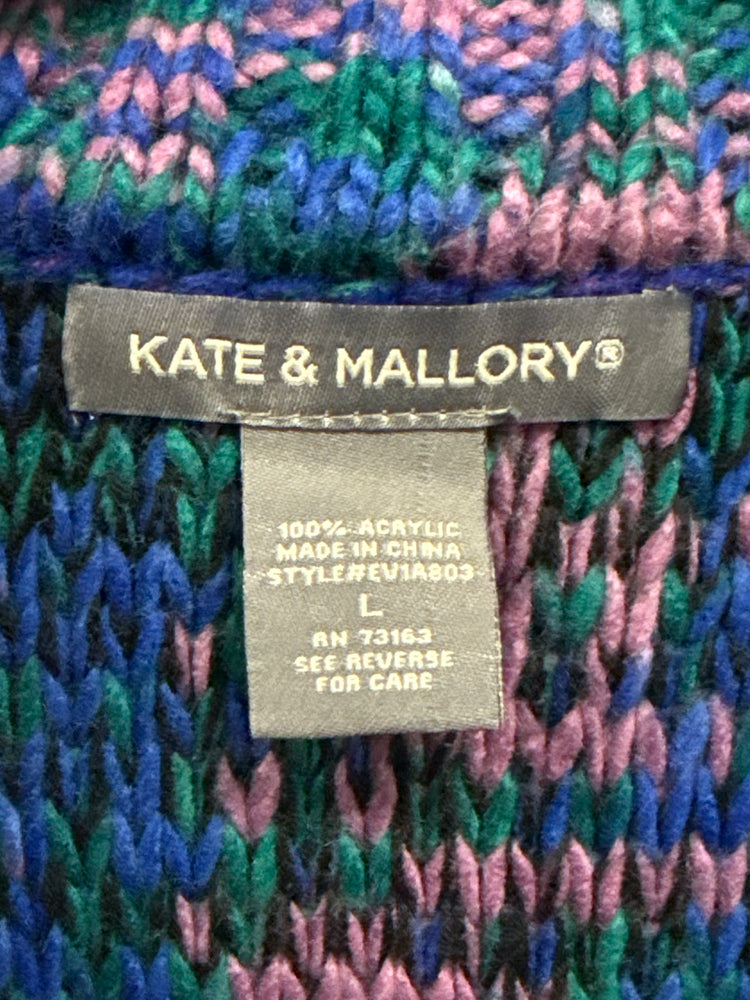 KATE & MALLORY®
100% ACRYLIC
MADE IN CHINA
STYLE#EV1A803
L
RN 73163
SEE REVERSE
FOR CARE